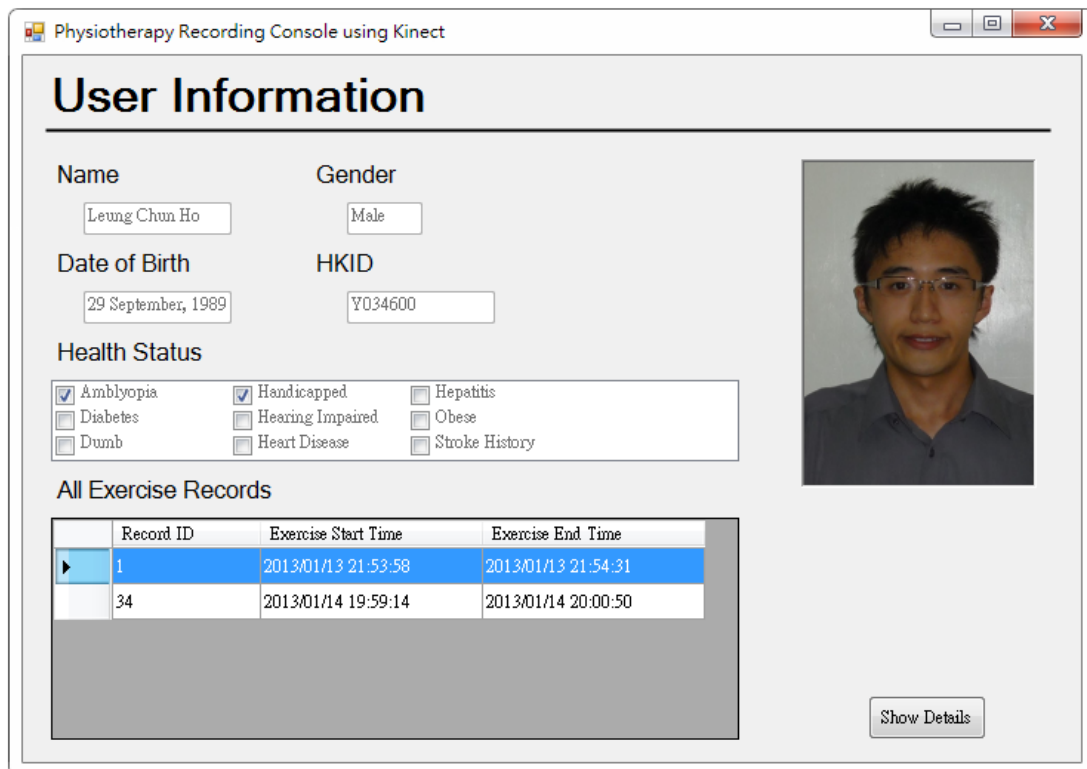 Physiotherapy Recording Console using Kinect
User Information
Name Gender
Leung Chun Ho Male
Date of Birth HKID
29 September, 1989 Y034600
Health Status
Amblyopia Handicapped Hepatitis
Diabetes Hearing Impaired Obese
Dumb Heart Disease Stroke History
All Exercise Records
Record ID Exercise Start Time Exercise End Time
1 2013/01/13 21:53:58 2013/01/13 21:54:31
34 2013/01/14 19:59:14 2013/01/14 20:00:50
Show Details